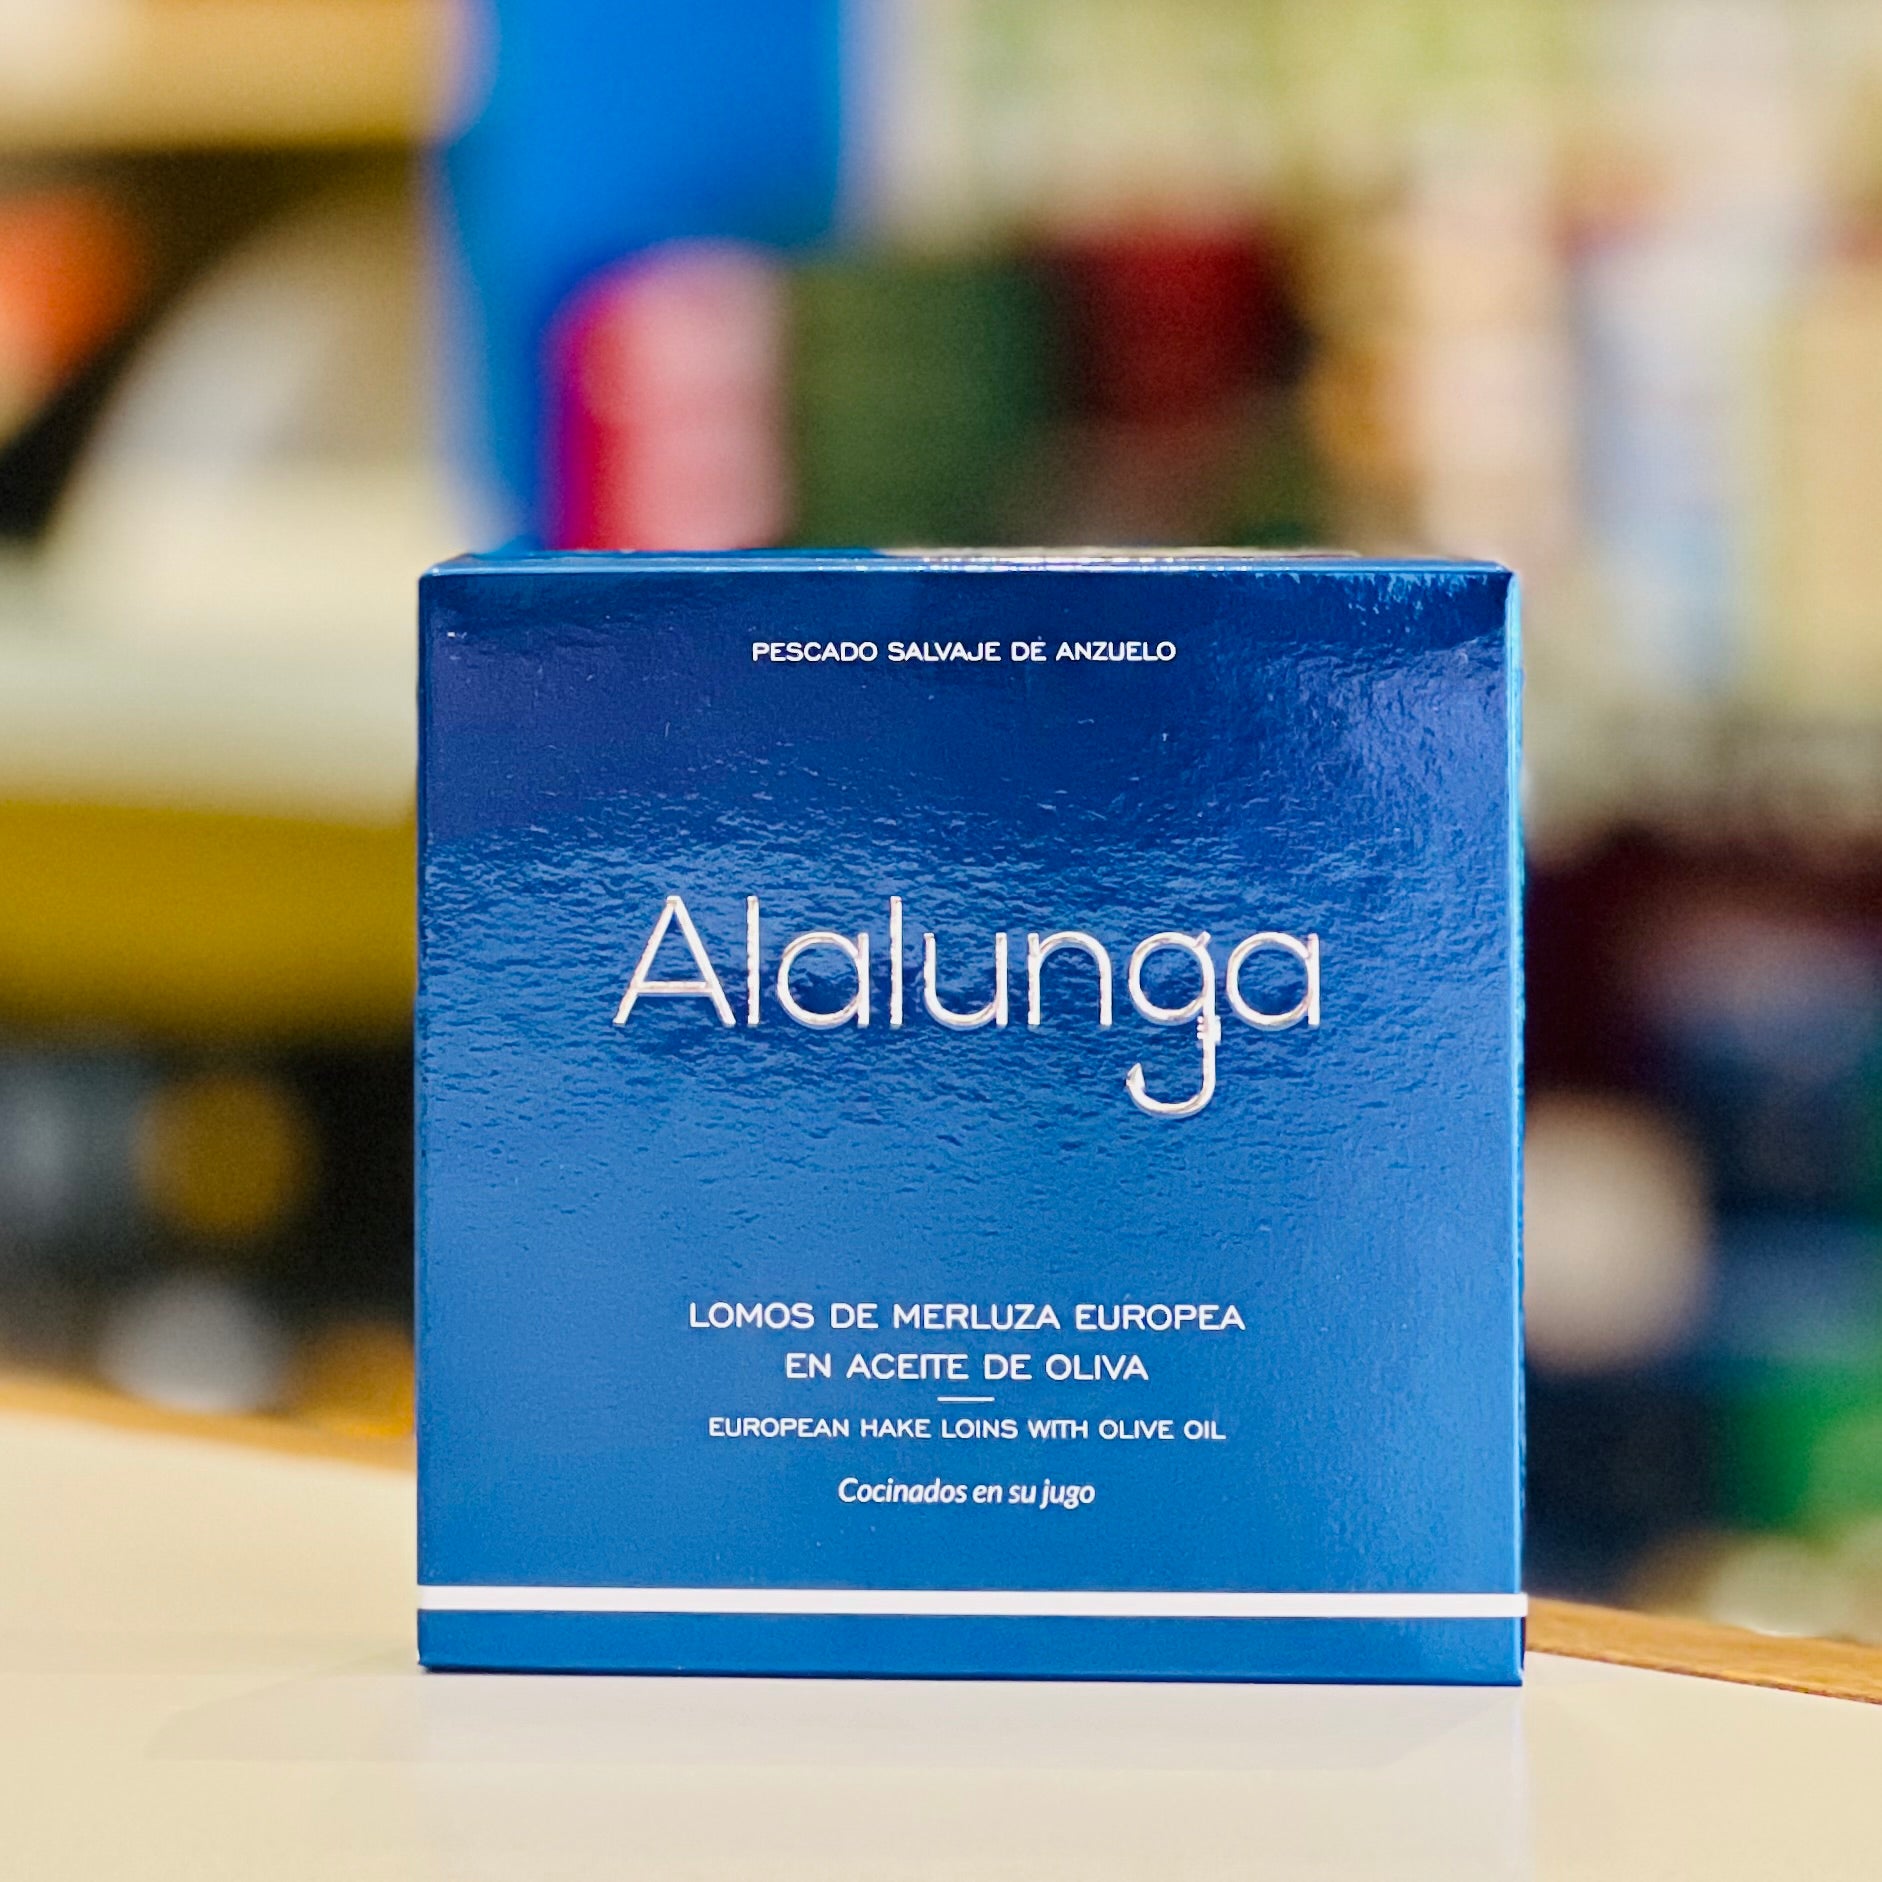 PESCADO SALVAJE DE ANZUELO
Alalunga
LOMOS DE MERLUZA EUROPEA
EN ACEITE DE OLIVA
EUROPEAN HAKE LOINS WITH OLIVE OIL
Cocinados en su jugo